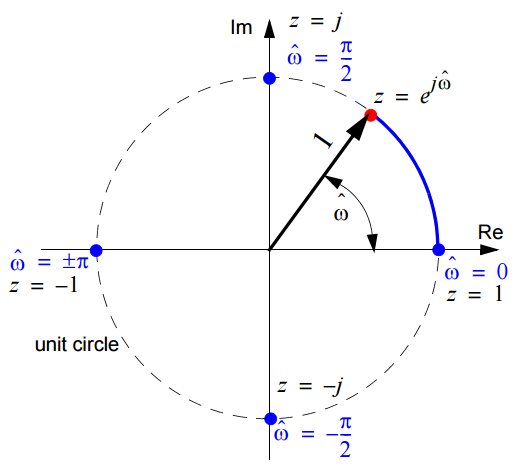 Im
z = j
ω̂ = π/2
z = e^{jω̂}
1
ω̂
Re
ω̂ = ±π
z = −1
ω̂ = 0
z = 1
unit circle
z = −j
ω̂ = −π/2